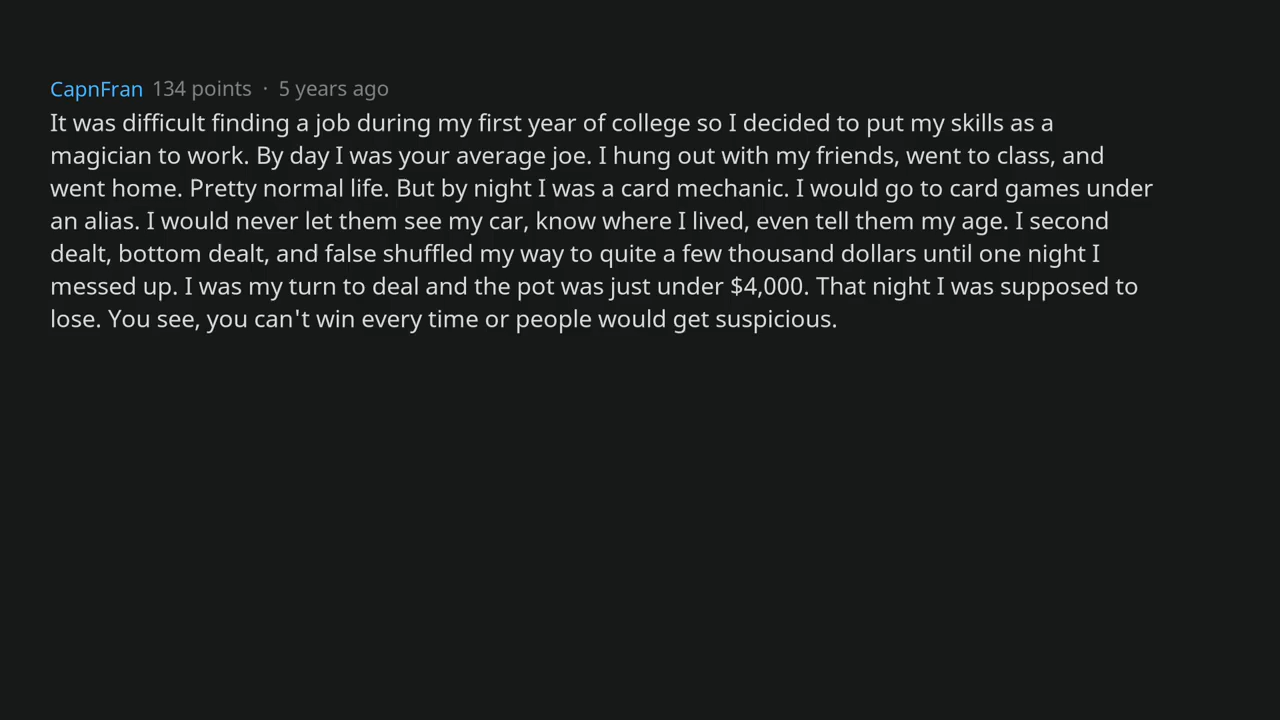 CapnFran 134 points · 5 years ago
It was difficult finding a job during my first year of college so I decided to put my skills as a
magician to work. By day I was your average joe. I hung out with my friends, went to class, and
went home. Pretty normal life. But by night I was a card mechanic. I would go to card games under
an alias. I would never let them see my car, know where I lived, even tell them my age. I second
dealt, bottom dealt, and false shuffled my way to quite a few thousand dollars until one night I
messed up. I was my turn to deal and the pot was just under $4,000. That night I was supposed to
lose. You see, you can't win every time or people would get suspicious.